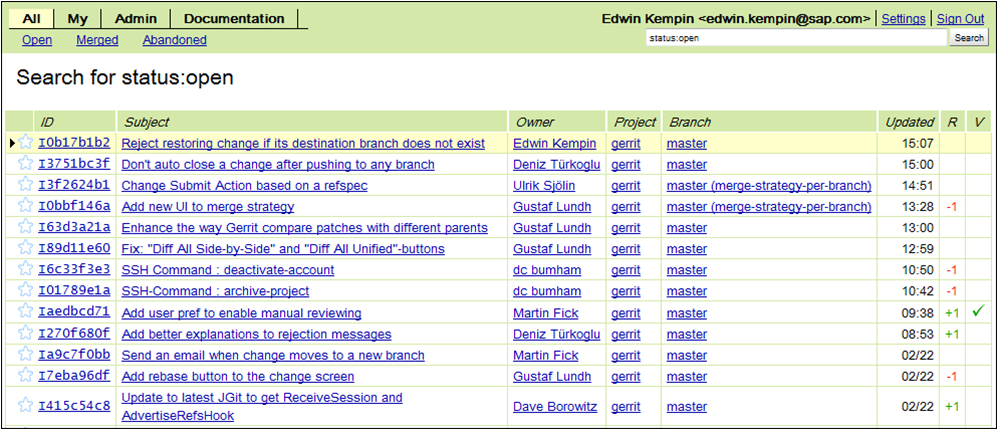 All My Admin Documentation Edwin Kempin <edwin.kempin@sap.com> Settings Sign Out
Open Merged Abandoned status:open Search
Search for status:open
ID Subject Owner Project Branch Updated R V
I0b17b1b2 Reject restoring change if its destination branch does not exist Edwin Kempin gerrit master 15:07
I3751bc3f Don't auto close a change after pushing to any branch Deniz Türkoglu gerrit master 15:00
I3f2624b1 Change Submit Action based on a refspec Ulrik Sjölin gerrit master (merge-strategy-per-branch) 14:51
I0bbf146a Add new UI to merge strategy Gustaf Lundh gerrit master (merge-strategy-per-branch) 13:28 -1
I63d3a21a Enhance the way Gerrit compare patches with different parents Gustaf Lundh gerrit master 13:00
I89d11e60 Fix: "Diff All Side-by-Side" and "Diff All Unified"-buttons Gustaf Lundh gerrit master 12:59
I6c33f3e3 SSH Command : deactivate-account dc bumham gerrit master 10:50 -1
I01789e1a SSH-Command : archive-project dc bumham gerrit master 10:42 -1
Iaedbcd71 Add user pref to enable manual reviewing Martin Fick gerrit master 09:38 +1 ✓
I270f680f Add better explanations to rejection messages Deniz Türkoglu gerrit master 08:53 +1
Ia9c7f0bb Send an email when change moves to a new branch Martin Fick gerrit master 02/22
I7eba96df Add rebase button to the change screen Gustaf Lundh gerrit master 02/22 -1
I415c54c8 Update to latest JGit to get ReceiveSession and Dave Borowitz gerrit master 02/22 +1
AdvertiseRefsHook